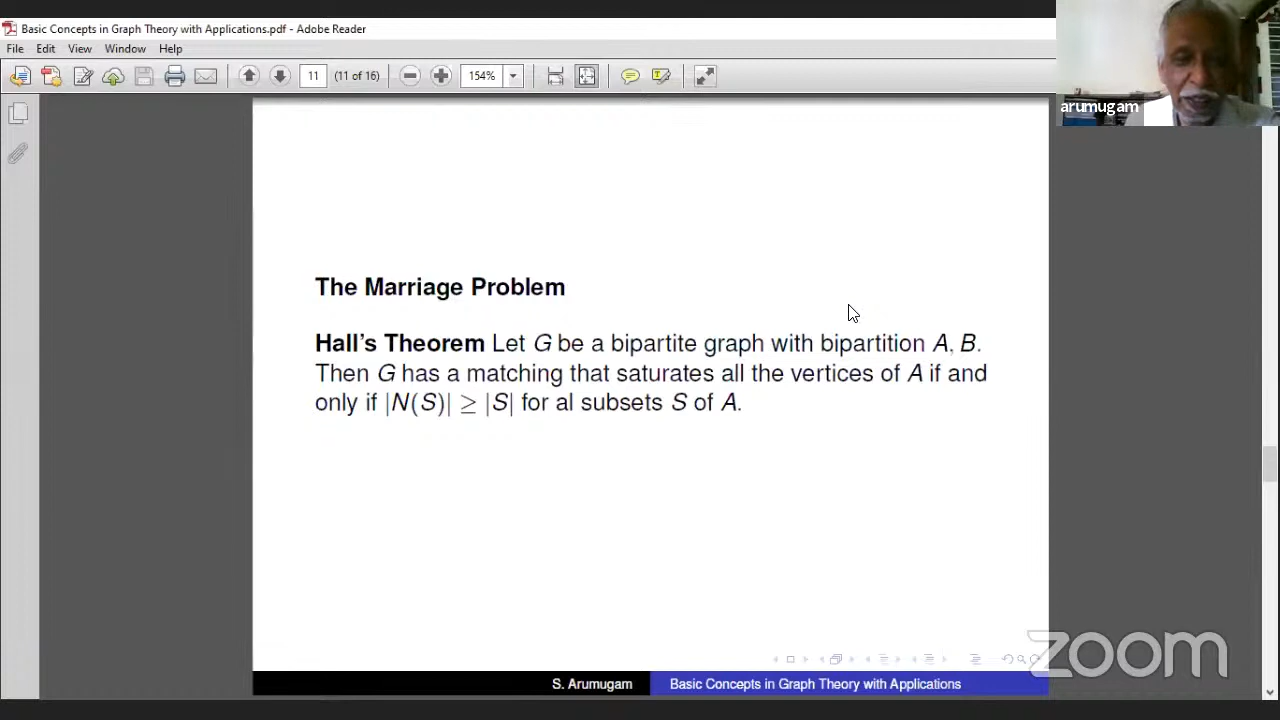 Basic Concepts in Graph Theory with Applications.pdf - Adobe Reader
File Edit View Window Help
11 (11 of 16) 154%
arumugam
The Marriage Problem
Hall's Theorem Let G be a bipartite graph with bipartition A, B.
Then G has a matching that saturates all the vertices of A if and
only if |N(S)| ≥ |S| for al subsets S of A.
zoom
S. Arumugam Basic Concepts in Graph Theory with Applications